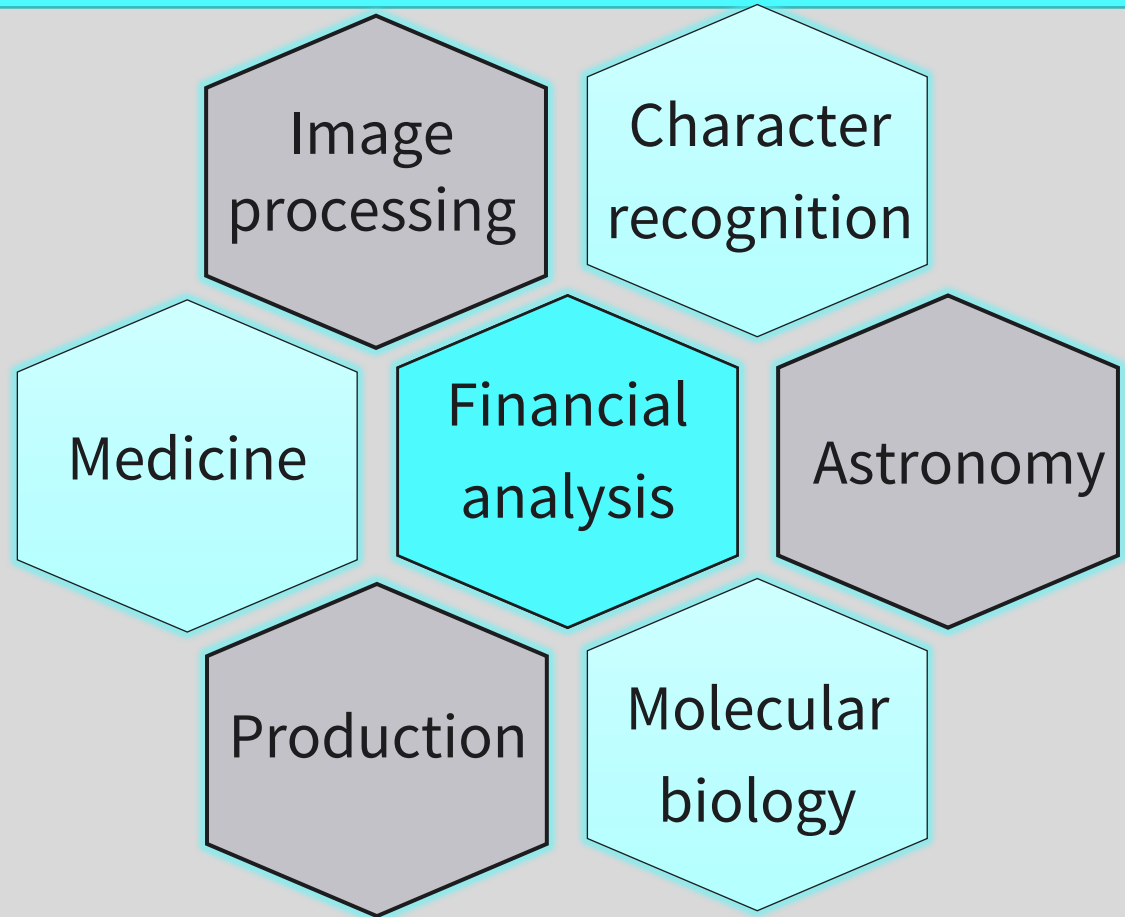 Image
processing
Character
recognition
Medicine
Financial
analysis
Astronomy
Production
Molecular
biology